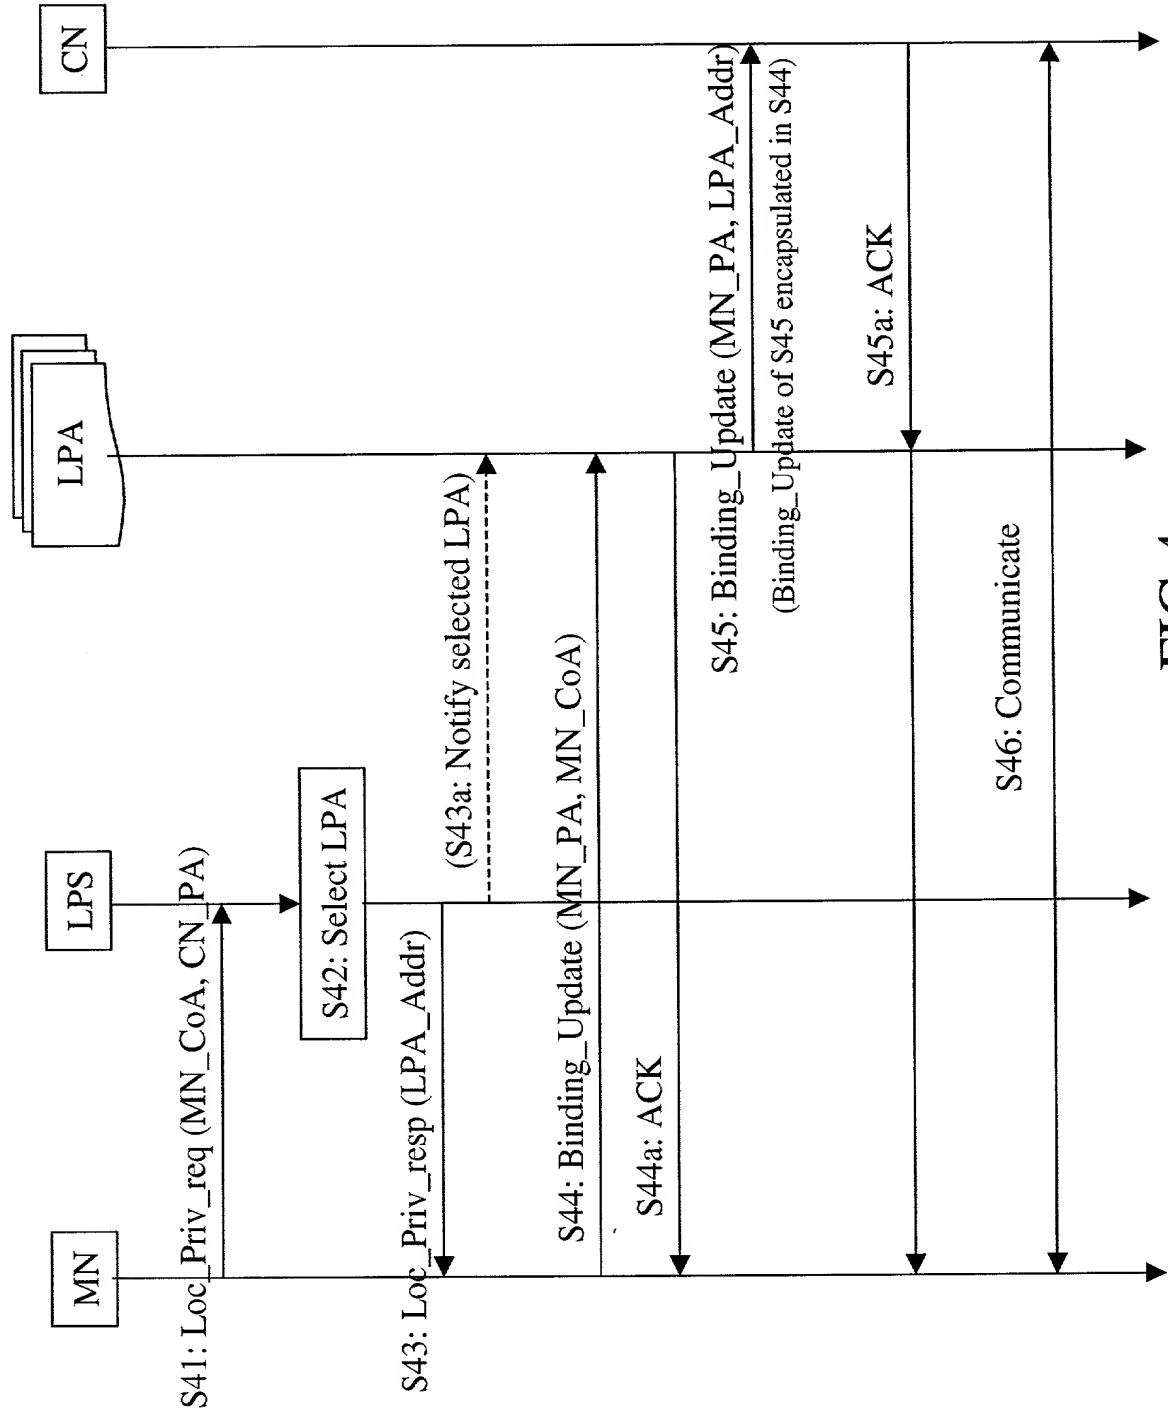 MN
LPS
LPA
CN
S41: Loc_Priv_req (MN_CoA, CN_PA)
S42: Select LPA
S43: Loc_Priv_resp (LPA_Addr)
(S43a: Notify selected LPA)
S44: Binding_Update (MN_PA, MN_CoA)
S44a: ACK
S45: Binding_Update (MN_PA, LPA_Addr)
(Binding_Update of S45 encapsulated in S44)
S45a: ACK
S46: Communicate